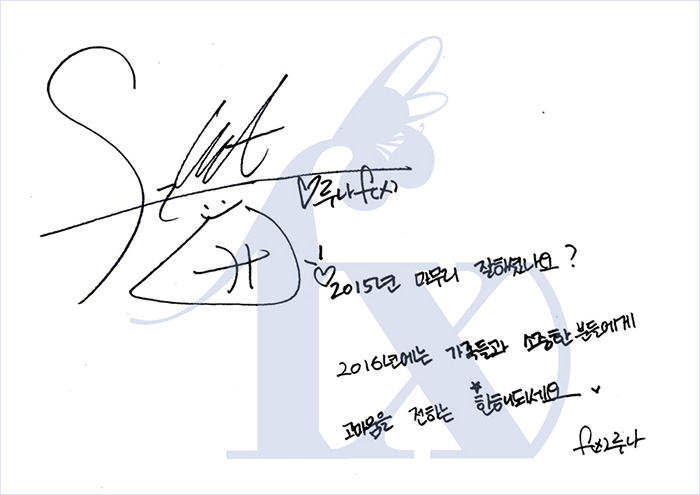 ♡루나 f(x)
2015년 마무리 잘하셨나요?
2016년에는 가족들과 소중한분들에게
고마움을 전하는 한해되세요
f(x)루나